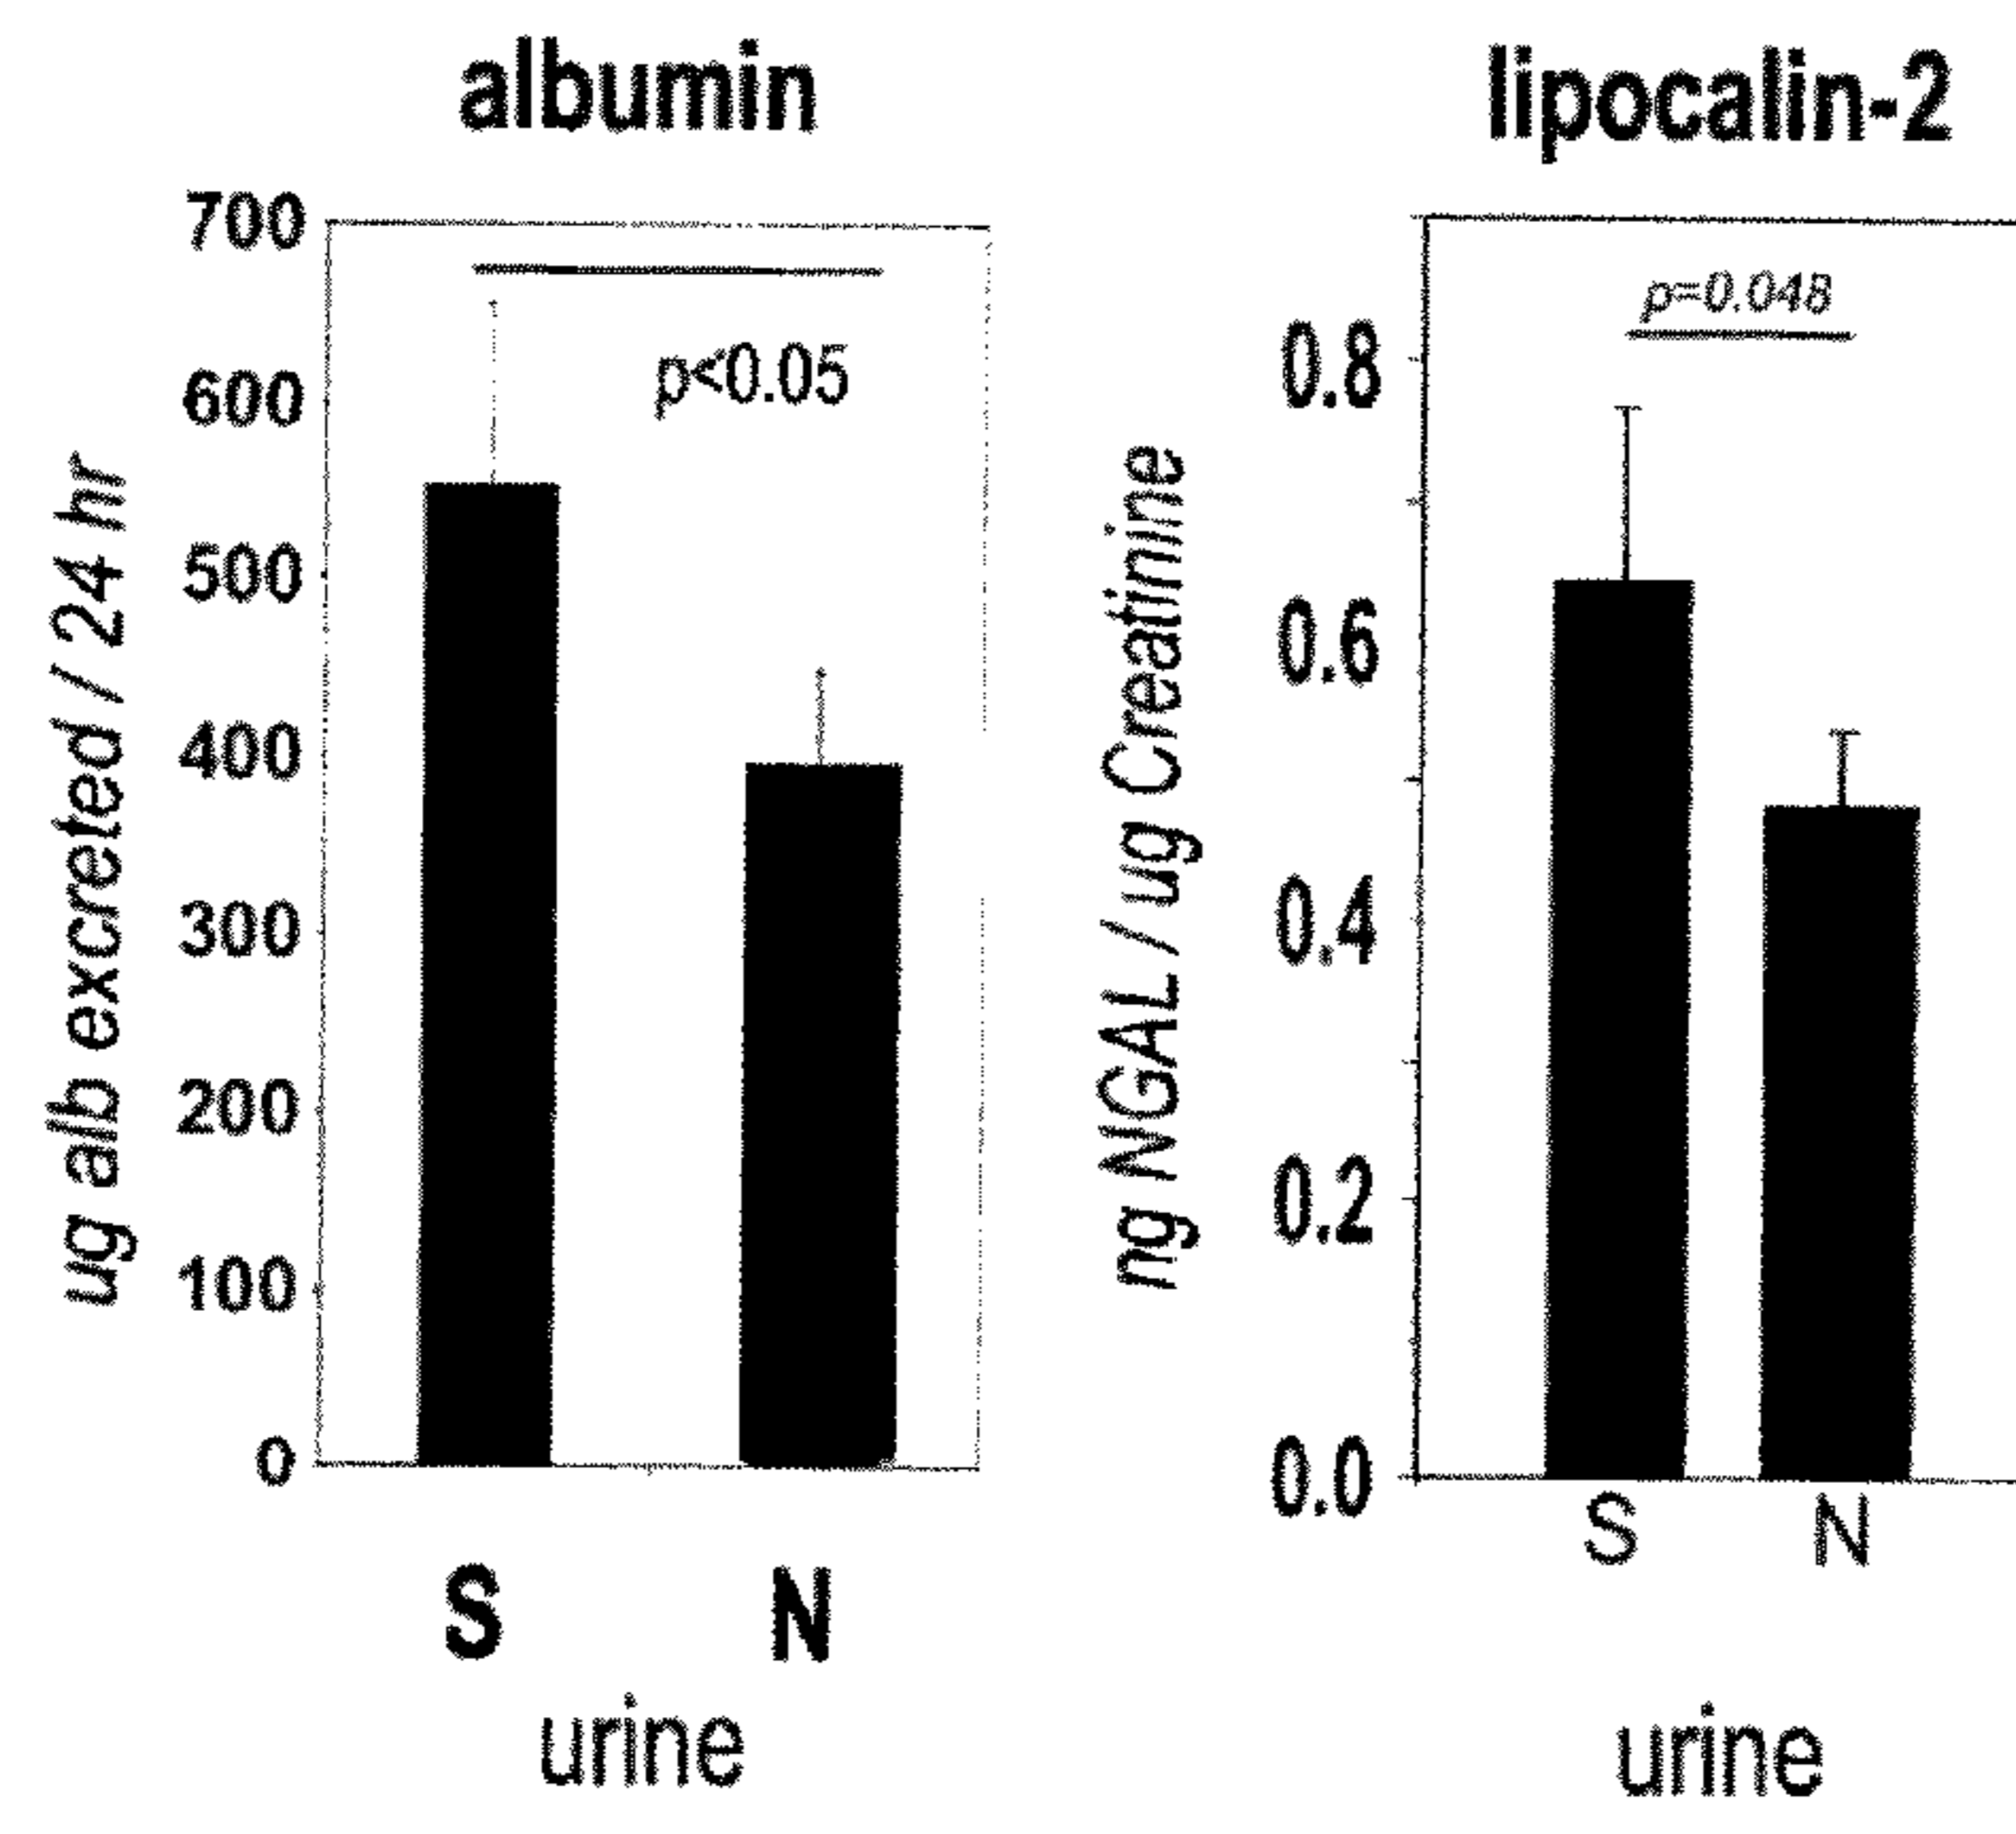 albumin
700
600
500
400
300
200
100
0
ug alb excreted / 24 hr
p<0.05
S N
urine
lipocalin-2
0.8
0.6
0.4
0.2
0.0
ng NGAL / ug Creatinine
p=0.048
S N
urine